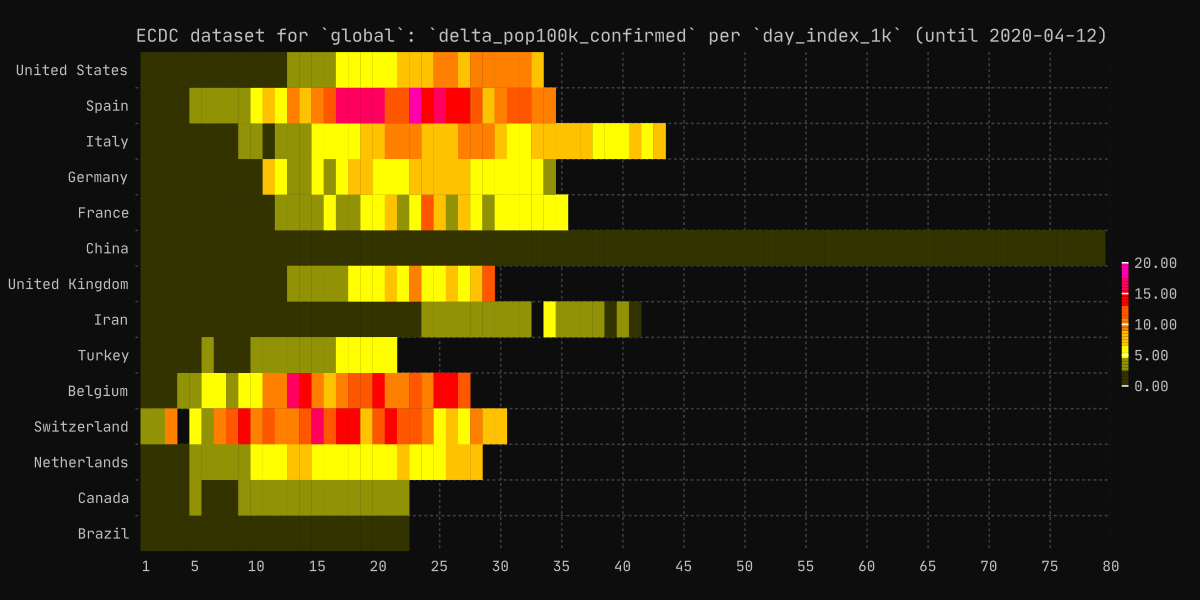 ECDC dataset for `global`: `delta_pop100k_confirmed` per `day_index_1k` (until 2020-04-12)
United States
Spain
Italy
Germany
France
China
United Kingdom
Iran
Turkey
Belgium
Switzerland
Netherlands
Canada
Brazil
20.00
15.00
10.00
5.00
0.00
1 5 10 15 20 25 30 35 40 45 50 55 60 65 70 75 80